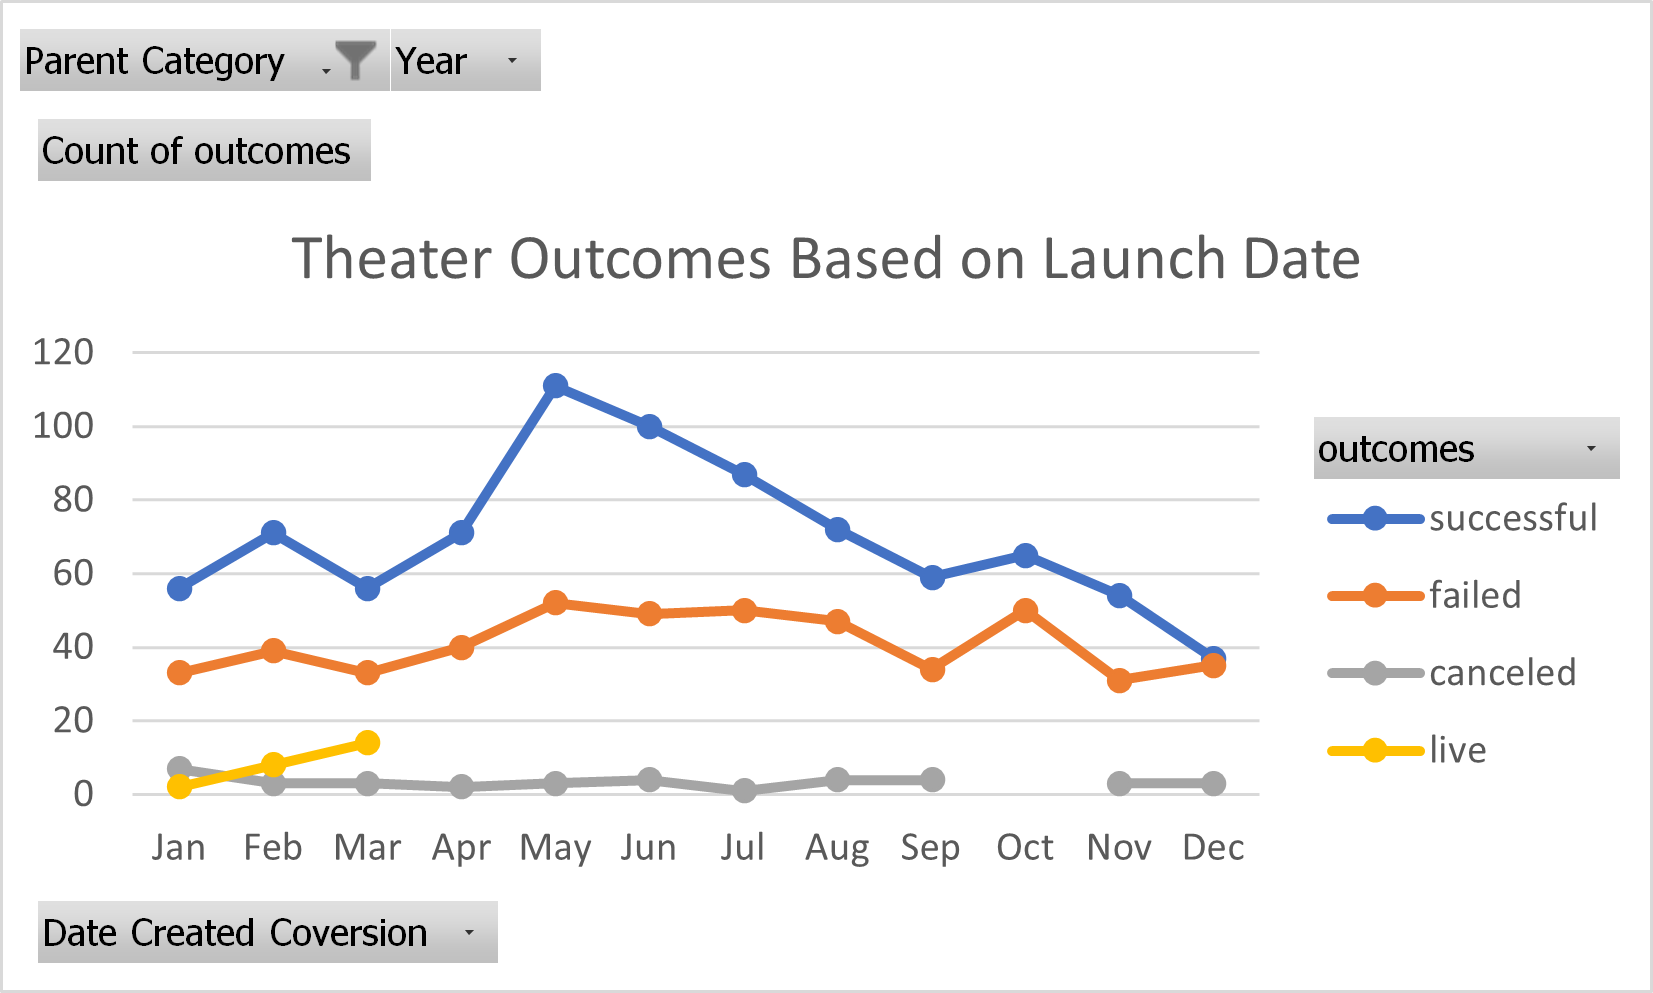 Parent Category Year
Count of outcomes
Theater Outcomes Based on Launch Date
120
100
80
60
40
20
0
Jan Feb Mar Apr May Jun Jul Aug Sep Oct Nov Dec
outcomes
successful
failed
canceled
live
Date Created Coversion